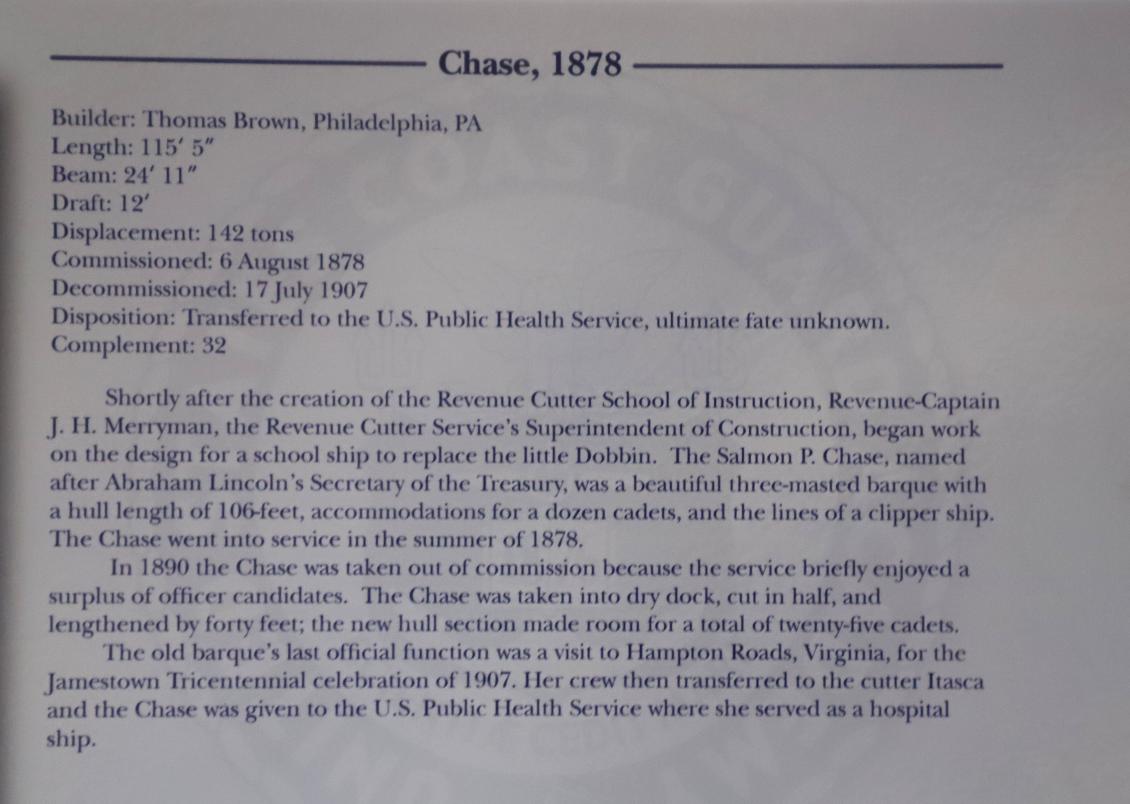 Chase, 1878
Builder: Thomas Brown, Philadelphia, PA
Length: 115′ 5″
Beam: 24′ 11″
Draft: 12′
Displacement: 142 tons
Commissioned: 6 August 1878
Decommissioned: 17 July 1907
Disposition: Transferred to the U.S. Public Health Service, ultimate fate unknown.
Complement: 32
Shortly after the creation of the Revenue Cutter School of Instruction, Revenue-Captain
J. H. Merryman, the Revenue Cutter Service's Superintendent of Construction, began work
on the design for a school ship to replace the little Dobbin. The Salmon P. Chase, named
after Abraham Lincoln's Secretary of the Treasury, was a beautiful three-masted barque with
a hull length of 106-feet, accommodations for a dozen cadets, and the lines of a clipper ship.
The Chase went into service in the summer of 1878.
In 1890 the Chase was taken out of commission because the service briefly enjoyed a
surplus of officer candidates. The Chase was taken into dry dock, cut in half, and
lengthened by forty feet; the new hull section made room for a total of twenty-five cadets.
The old barque's last official function was a visit to Hampton Roads, Virginia, for the
Jamestown Tricentennial celebration of 1907. Her crew then transferred to the cutter Itasca
and the Chase was given to the U.S. Public Health Service where she served as a hospital
ship.
COAST GUARD